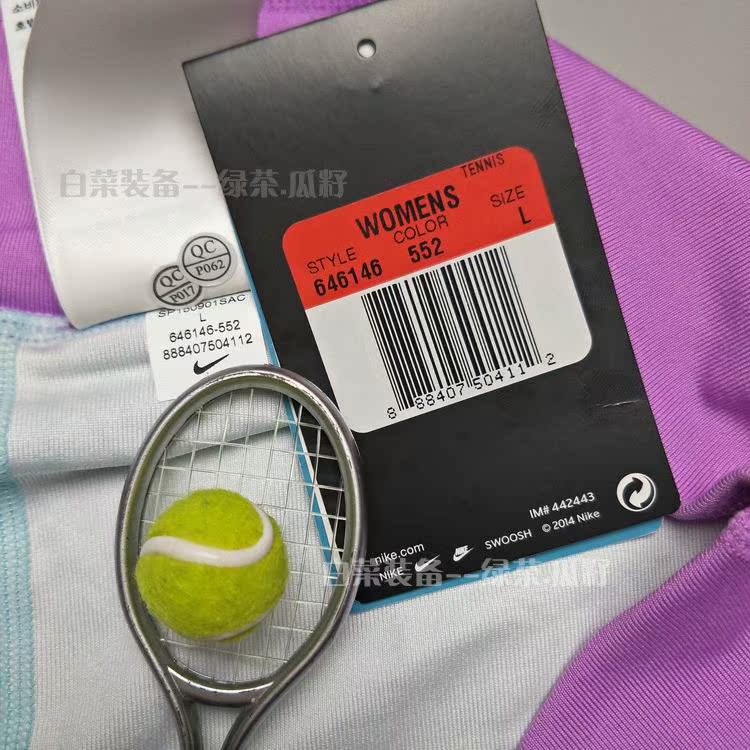 白菜装备--绿茶.瓜籽
QC
P062
QC
P017
SP150901SAC
L
646146-552
888407504112
TENNIS
WOMENS
STYLE COLOR SIZE
646146 552 L
8 88407 50411 2
IM# 442443
SWOOSH © 2014 Nike
nike.com
NIKE
白菜装备--绿茶.瓜籽